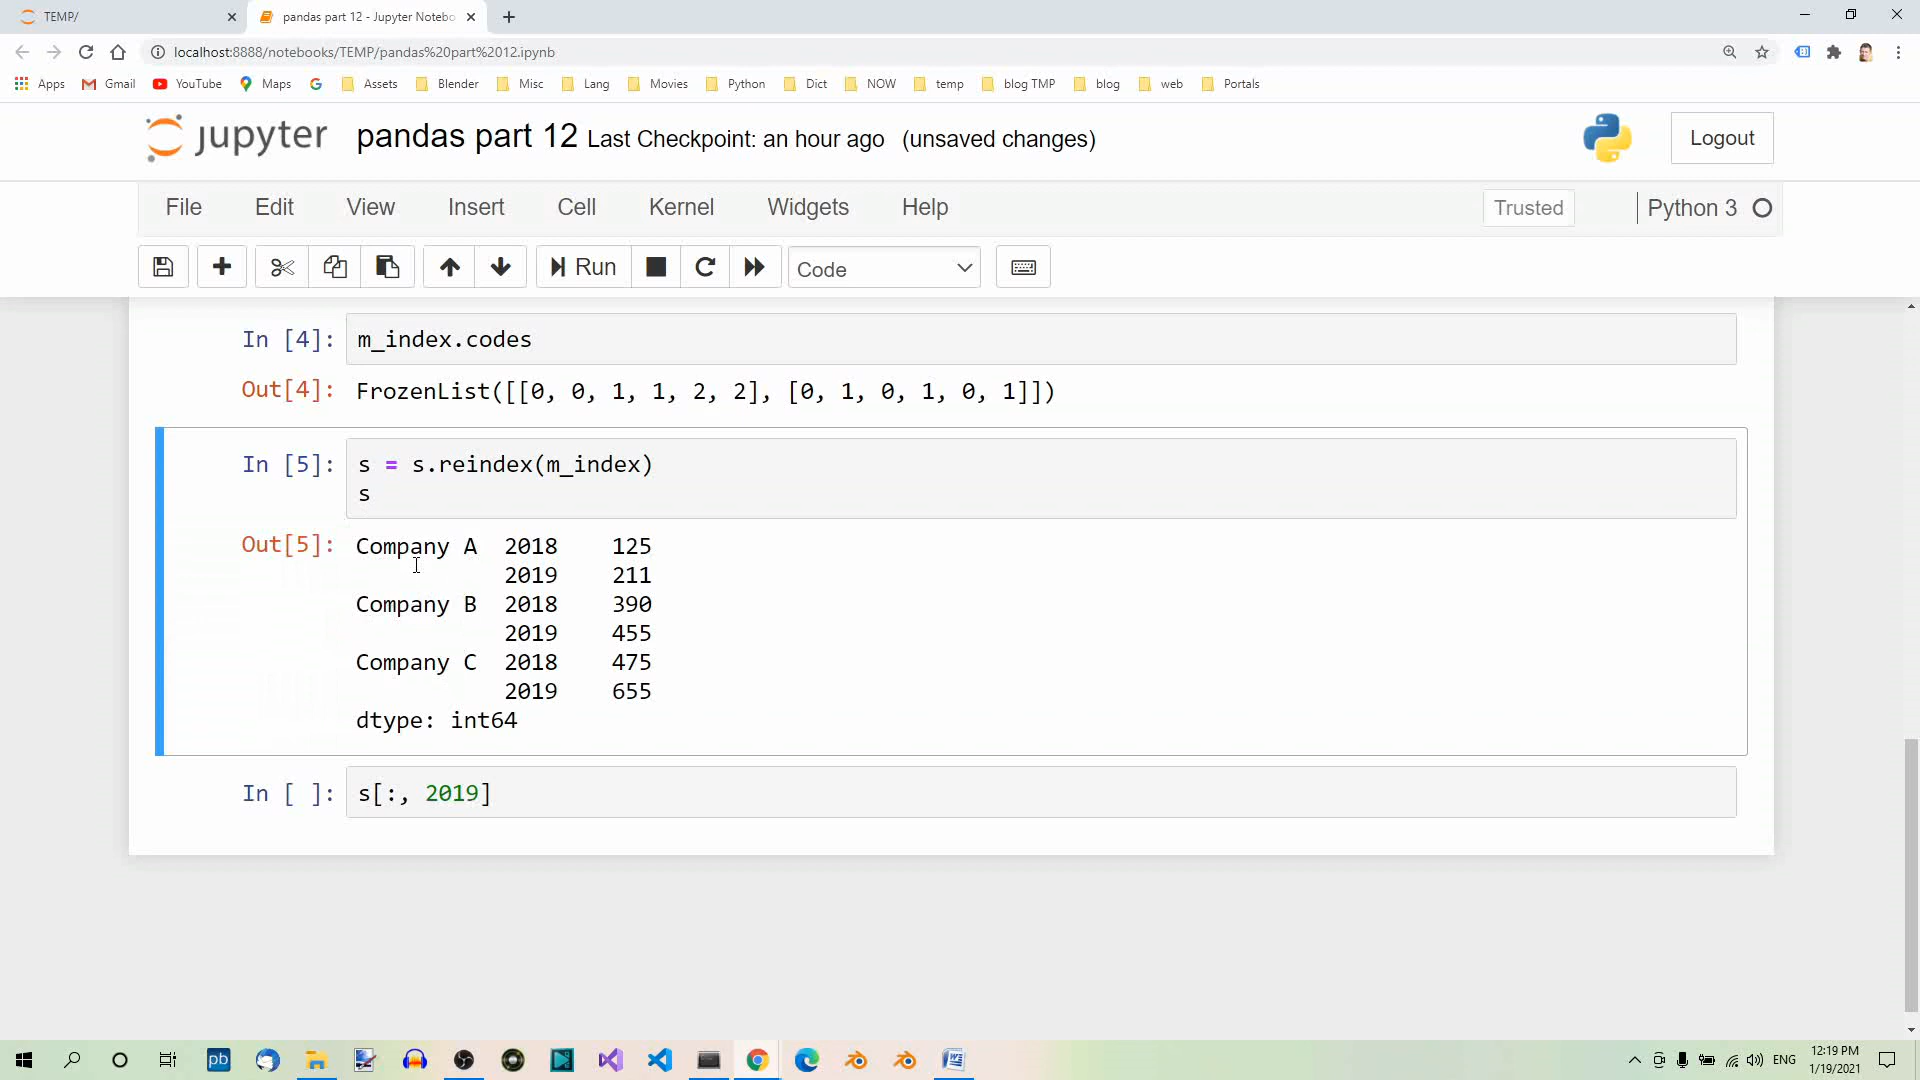 TEMP/
pandas part 12 - Jupyter Notebo
localhost:8888/notebooks/TEMP/pandas%20part%2012.ipynb
Apps Gmail YouTube Maps Assets Blender Misc Lang Movies Python Dict NOW temp blog TMP blog web Portals
jupyter pandas part 12 Last Checkpoint: an hour ago (unsaved changes)
Logout
File Edit View Insert Cell Kernel Widgets Help Trusted Python 3
Run Code
In [4]: m_index.codes
Out[4]: FrozenList([[0, 0, 1, 1, 2, 2], [0, 1, 0, 1, 0, 1]])
In [5]: s = s.reindex(m_index)
s
Out[5]: Company A 2018 125
2019 211
Company B 2018 390
2019 455
Company C 2018 475
2019 655
dtype: int64
In [ ]: s[:, 2019]
pb
ENG
12:19 PM
1/19/2021